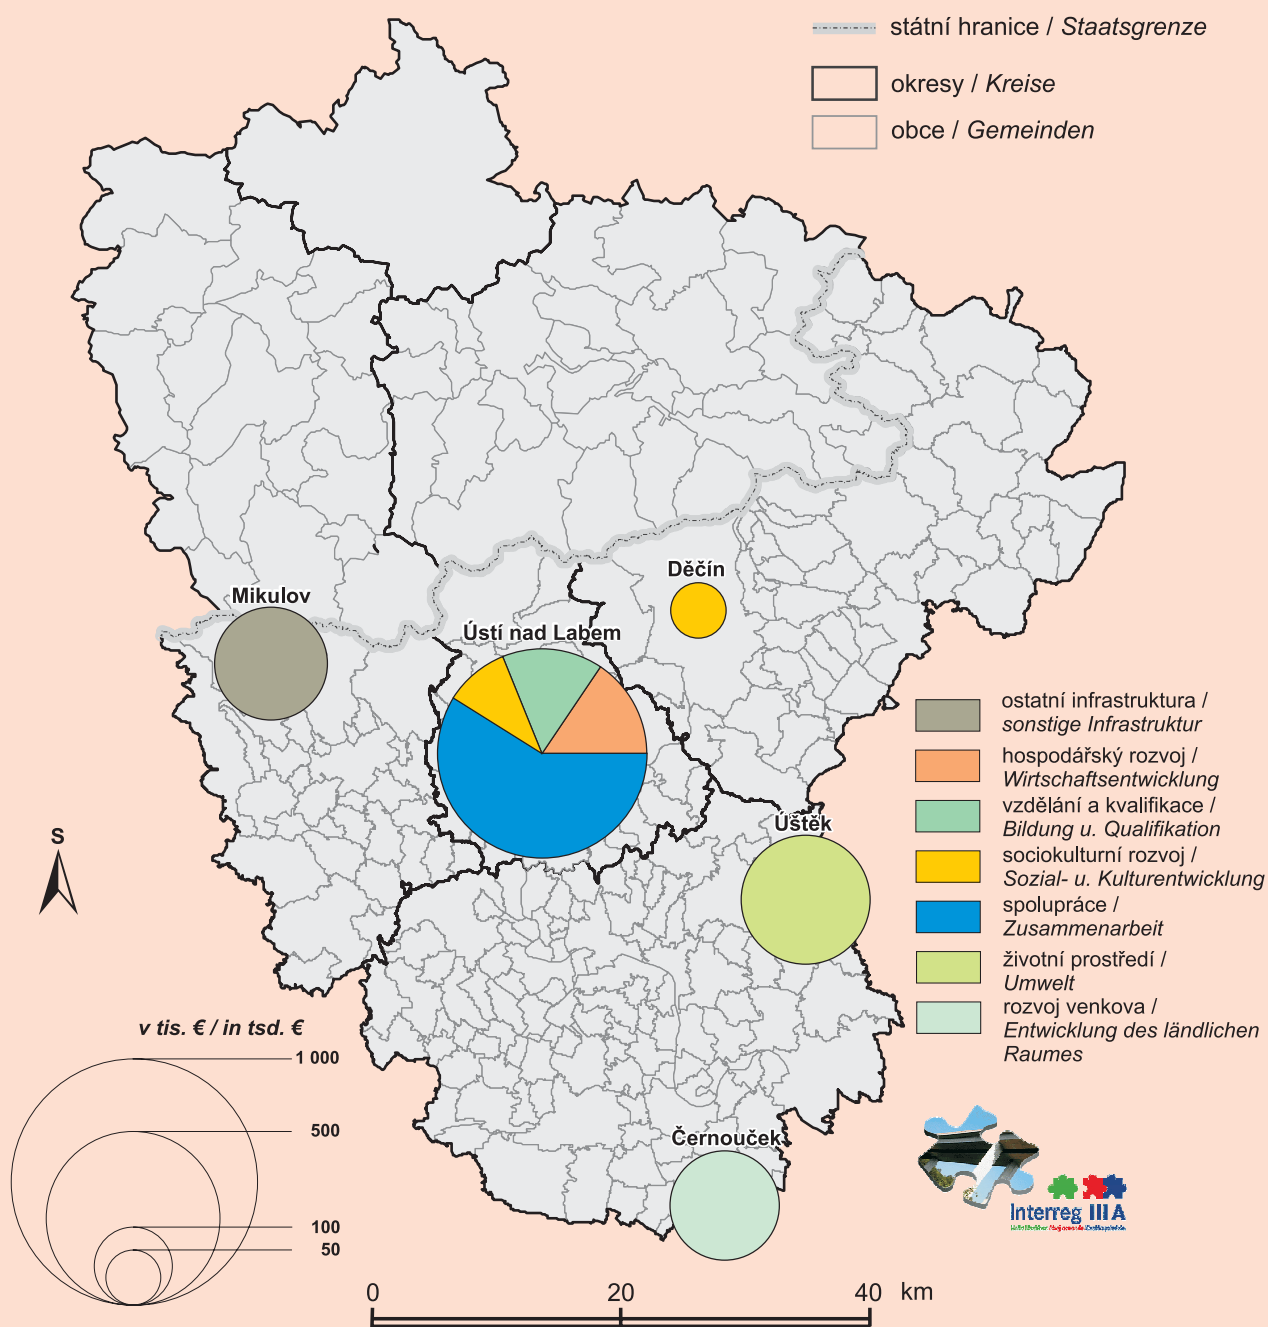 státní hranice / Staatsgrenze
okresy / Kreise
obce / Gemeinden
Děčín
Mikulov
Ústí nad Labem
Úštěk
Černouček
ostatní infrastruktura /
sonstige Infrastruktur
hospodářský rozvoj /
Wirtschaftsentwicklung
vzdělání a kvalifikace /
Bildung u. Qualifikation
sociokulturní rozvoj /
Sozial- u. Kulturentwicklung
spolupráce /
Zusammenarbeit
životní prostředí /
Umwelt
rozvoj venkova /
Entwicklung des ländlichen
Raumes
S
v tis. € / in tsd. €
1 000
500
100
50
Interreg III A
0 20 40 km